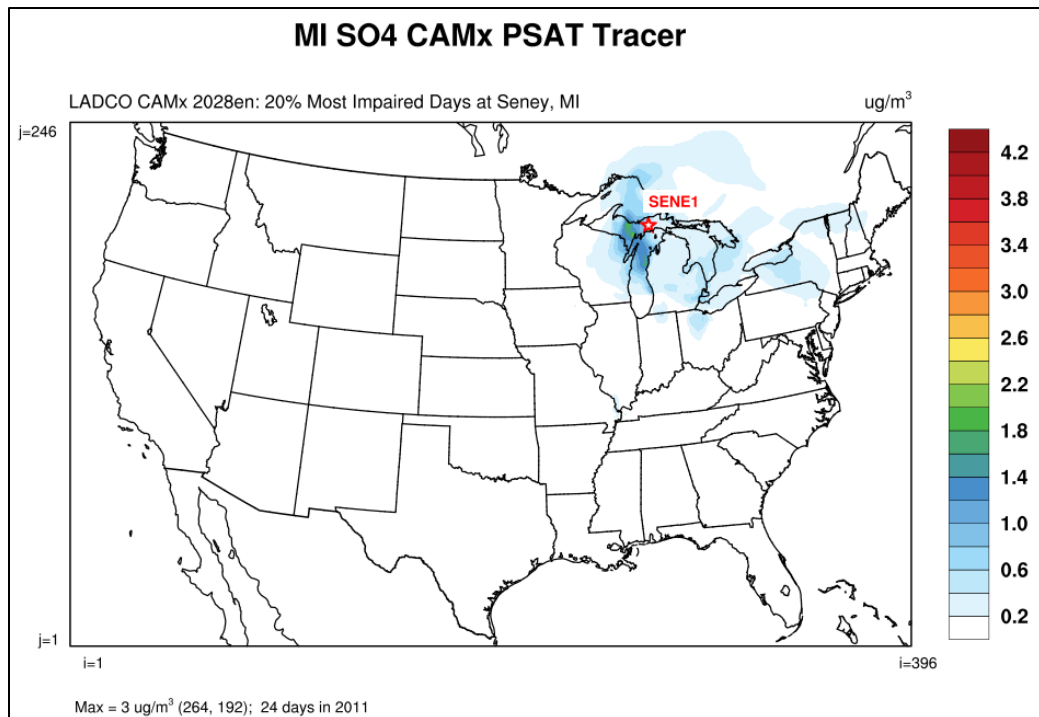 MI SO4 CAMx PSAT Tracer
LADCO CAMx 2028en: 20% Most Impaired Days at Seney, MI
ug/m³
j=246
SENE1
4.2
3.8
3.4
3.0
2.6
2.2
1.8
1.4
1.0
0.6
0.2
j=1
i=1
i=396
Max = 3 ug/m³ (264, 192); 24 days in 2011